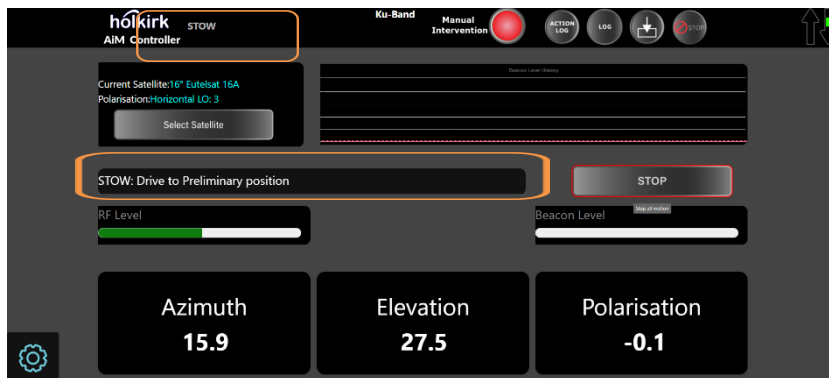 holkirk
STOW
AiM Controller
Ku-Band
Manual
Intervention
ACTION
LOG
LOG
STOP
Current Satellite:16° Eutelsat 16A
Polarisation:Horizontal LO: 3
Select Satellite
Beacon Level History
STOW: Drive to Preliminary position
STOP
Stop all motion
RF Level
Beacon Level
Azimuth
15.9
Elevation
27.5
Polarisation
-0.1